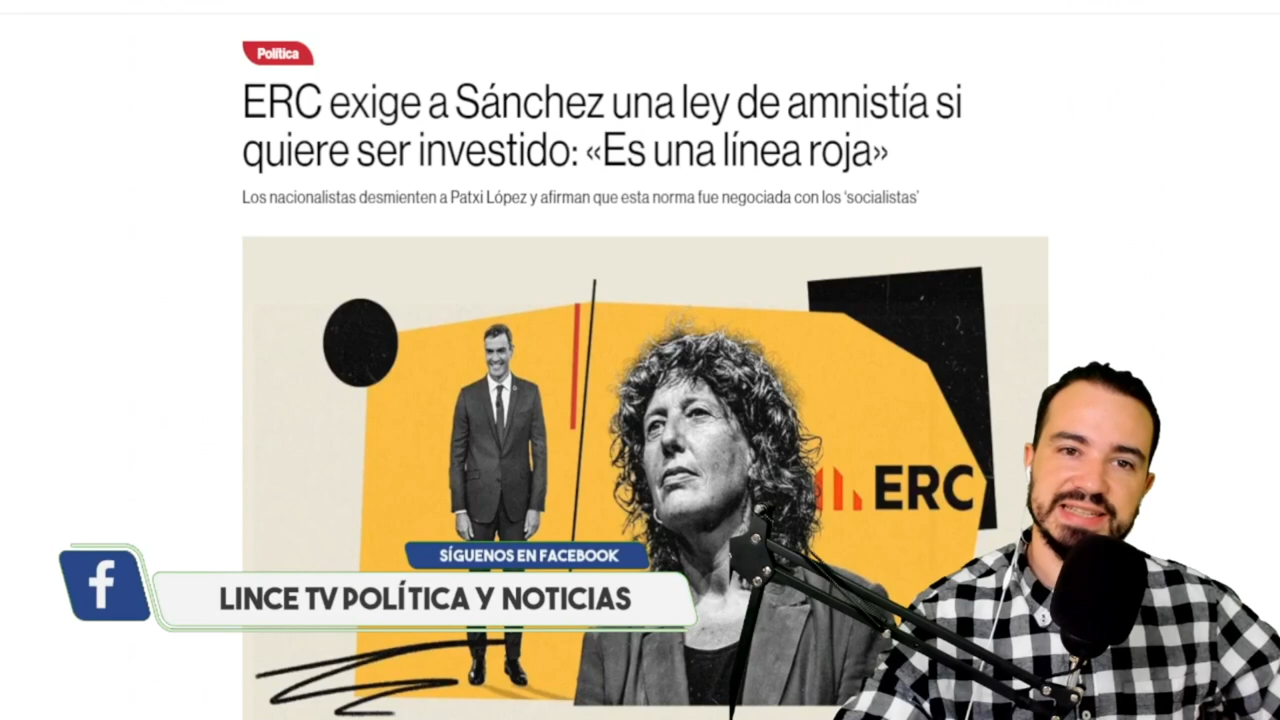 Política
ERC exige a Sánchez una ley de amnistía si
quiere ser investido: «Es una línea roja»
Los nacionalistas desmienten a Patxi López y afirman que esta norma fue negociada con los ‘socialistas’
ERC
SÍGUENOS EN FACEBOOK
f
LINCE TV POLÍTICA Y NOTICIAS